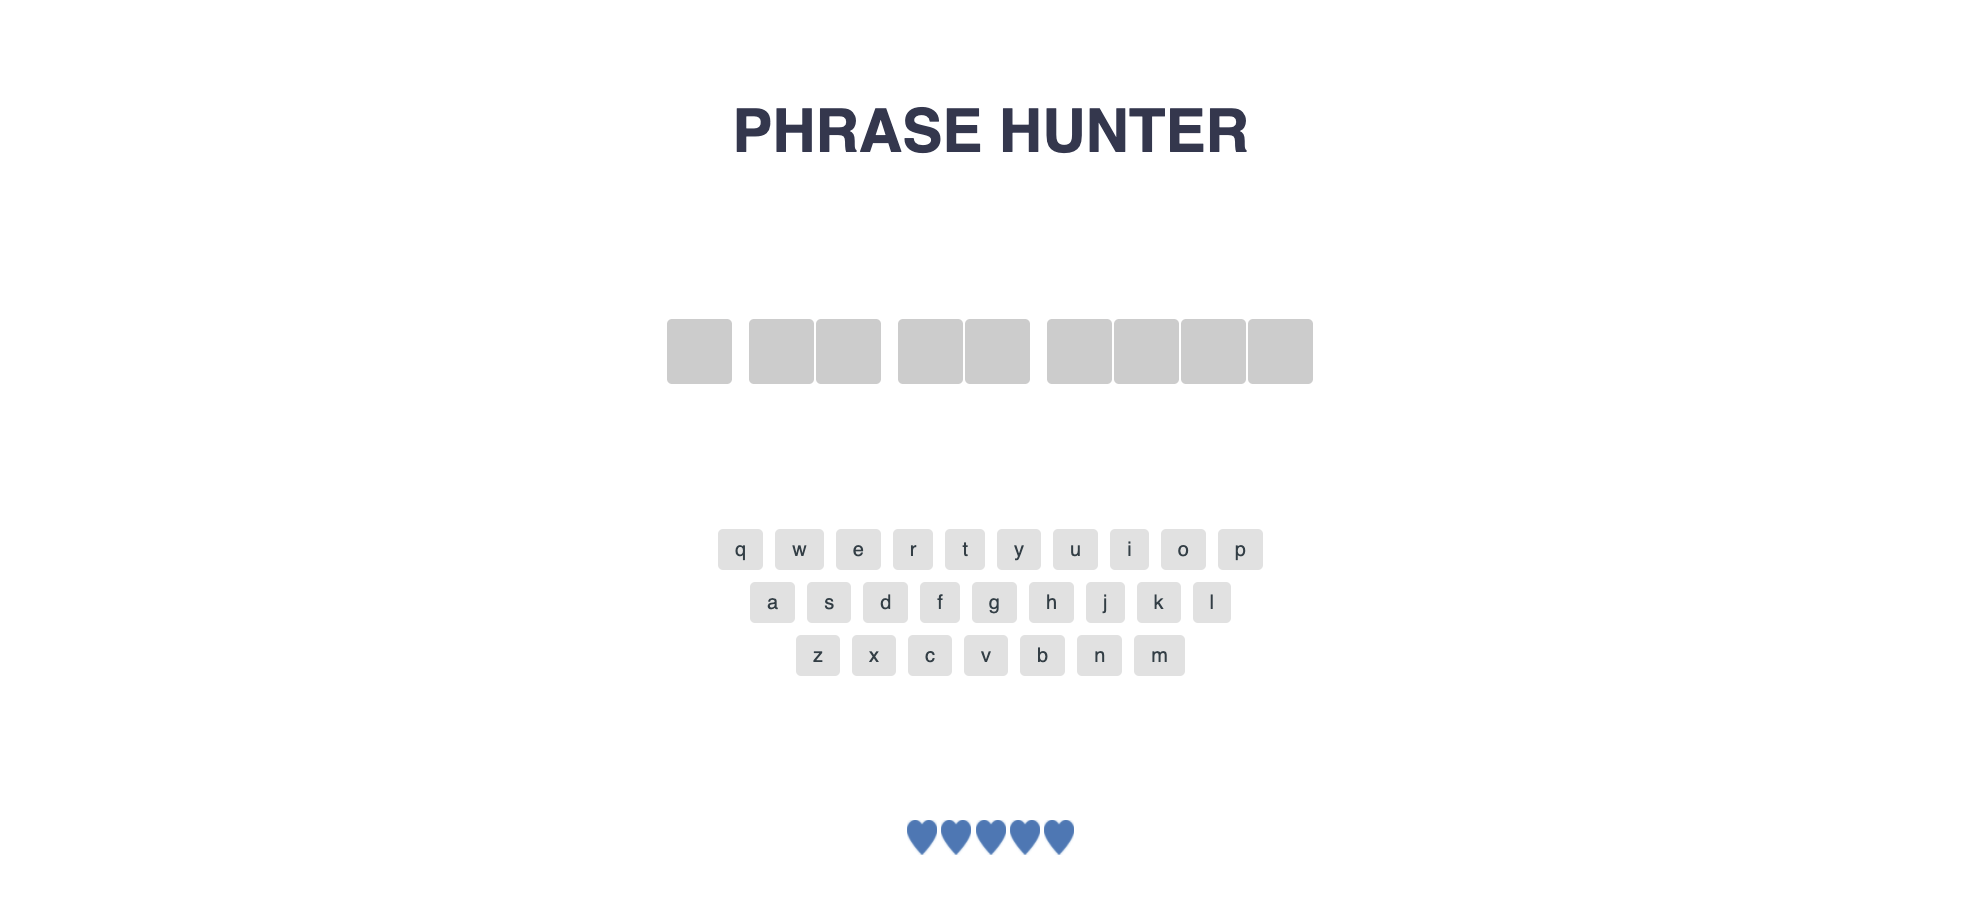 PHRASE HUNTER
q w e r t y u i o p
a s d f g h j k l
z x c v b n m